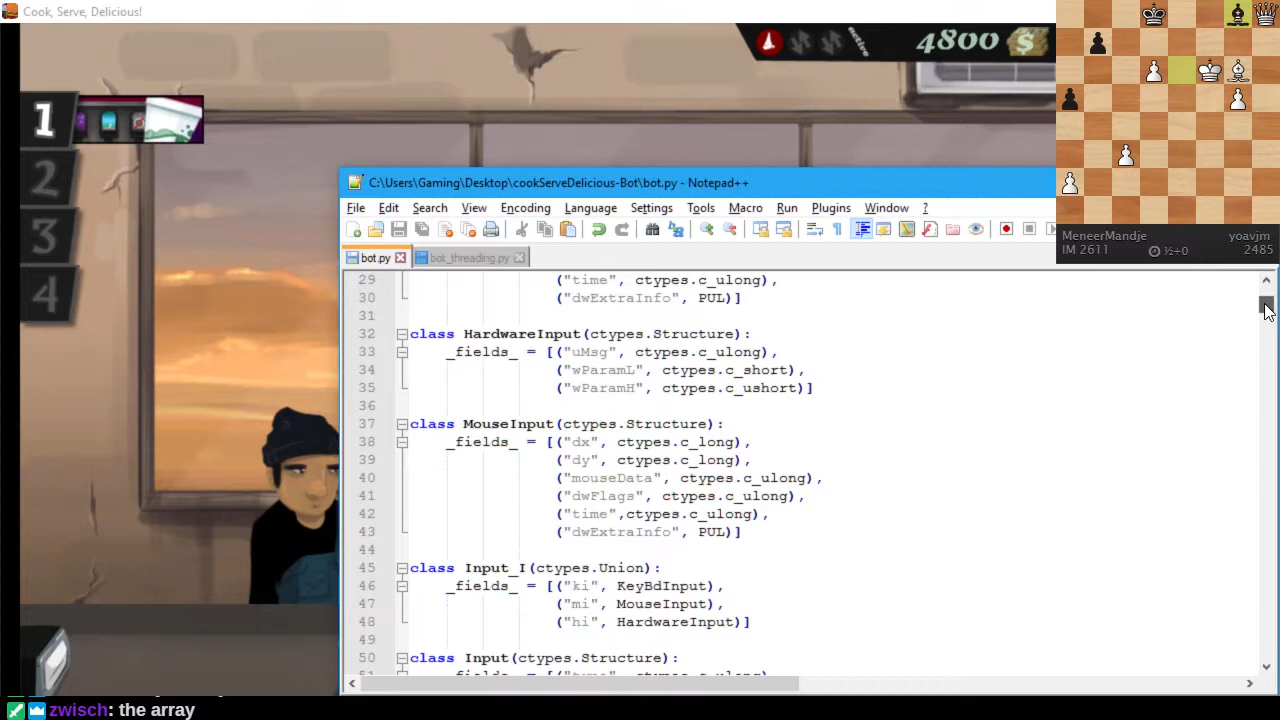 Cook, Serve, Delicious!
active
4800 $
1
2
3
4
C:\Users\Gaming\Desktop\cookServeDelicious-Bot\bot.py - Notepad++
File Edit Search View Encoding Language Settings Tools Macro Run Plugins Window ?
bot.py bot_threading.py
29 ("time", ctypes.c_ulong),
30 ("dwExtraInfo", PUL)]
31
32 class HardwareInput(ctypes.Structure):
33 _fields_ = [("uMsg", ctypes.c_ulong),
34 ("wParamL", ctypes.c_short),
35 ("wParamH", ctypes.c_ushort)]
36
37 class MouseInput(ctypes.Structure):
38 _fields_ = [("dx", ctypes.c_long),
39 ("dy", ctypes.c_long),
40 ("mouseData", ctypes.c_ulong),
41 ("dwFlags", ctypes.c_ulong),
42 ("time",ctypes.c_ulong),
43 ("dwExtraInfo", PUL)]
44
45 class Input_I(ctypes.Union):
46 _fields_ = [("ki", KeyBdInput),
47 ("mi", MouseInput),
48 ("hi", HardwareInput)]
49
50 class Input(ctypes.Structure):
MeneerMandje yoavjm
IM 2611 ½+0 2485
zwisch: the array